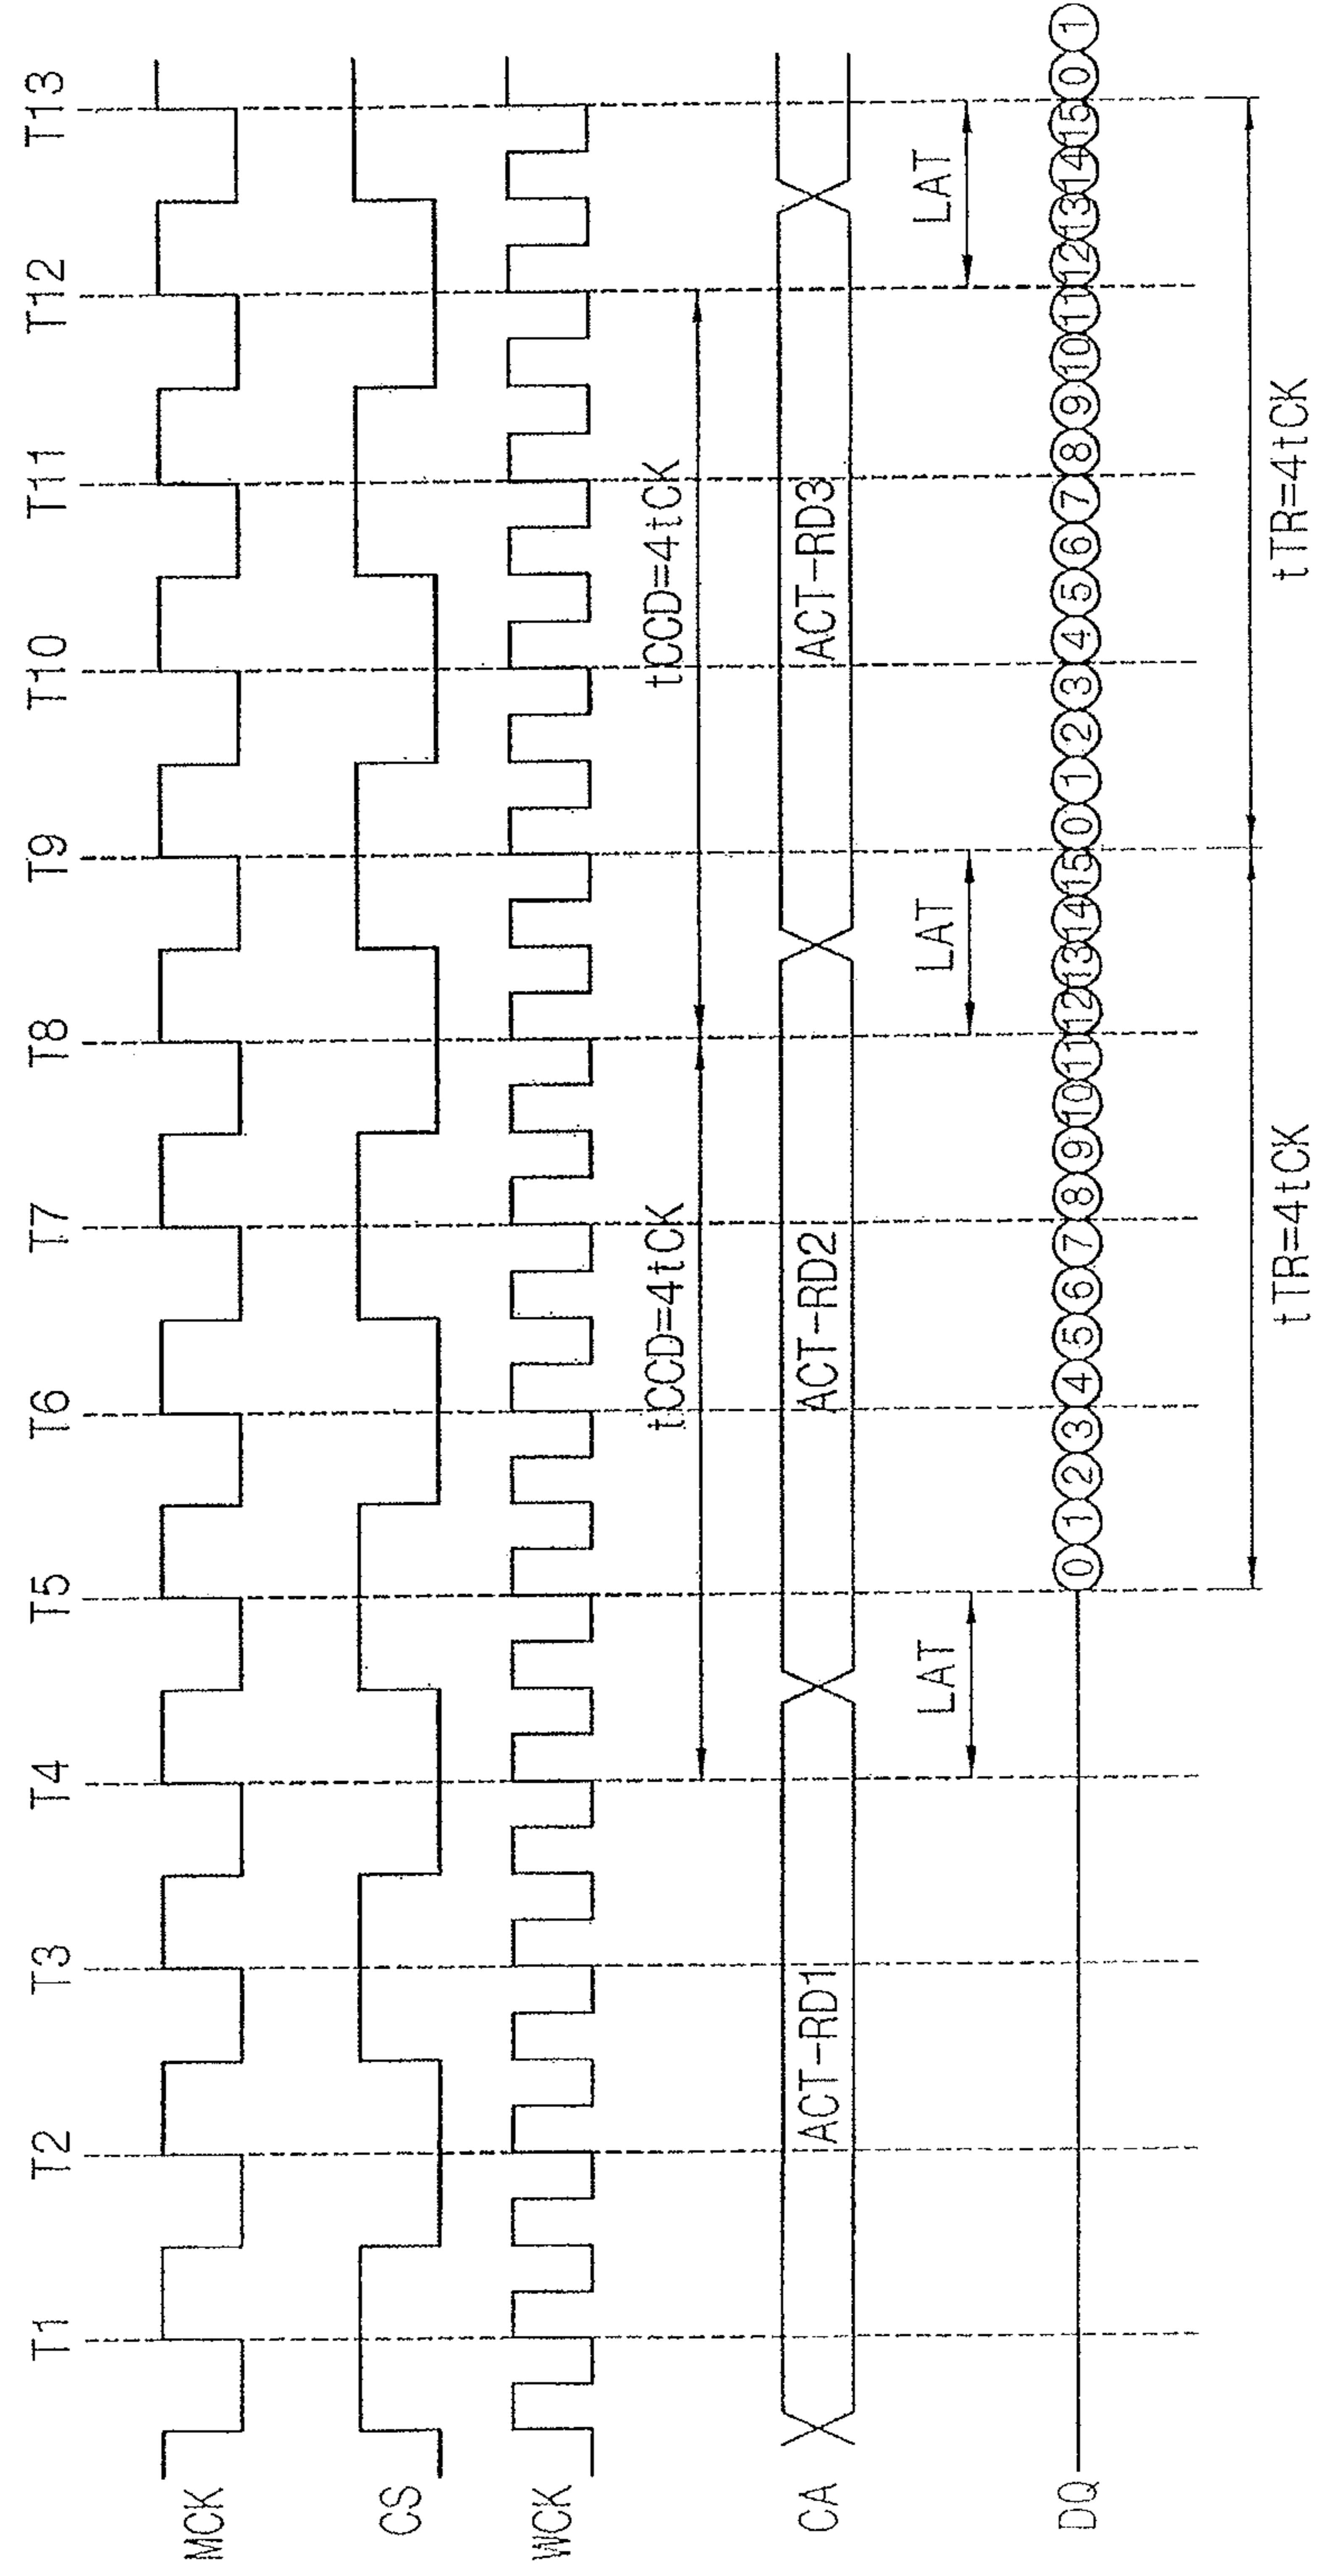 T1 T2 T3 T4 T5 T6 T7 T8 T9 T10 T11 T12 T13
MCK
CS
WCK
tCCD=4tCK tCCD=4tCK
CA ACT-RD1 ACT-RD2 ACT-RD3
LAT LAT LAT
DQ 0 1 2 3 4 5 6 7 8 9 10 11 12 13 14 15 0 1 2 3 4 5 6 7 8 9 10 11 12 13 14 15 0 1
tTR=4tCK tTR=4tCK